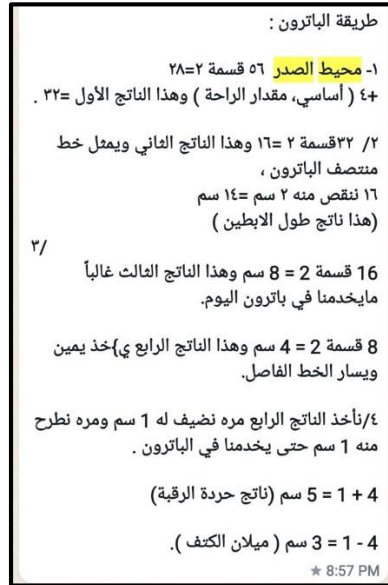 طريقة الباترون :
١- محيط الصدر ٥٦ قسمة ٢=٢٨
+٤ ( أساسي، مقدار الراحة ) وهذا الناتج الأول =٣٢ .
٢/ ٣٢قسمة ٢ =١٦ وهذا الناتج الثاني ويمثل خط
منتصف الباترون ،
١٦ ننقص منه ٢ سم =١٤ سم
(هذا ناتج طول الابطين )
٣/
16 قسمة 2 = 8 سم وهذا الناتج الثالث غالباً
مايخدمنا في باترون اليوم.
8 قسمة 2 = 4 سم وهذا الناتج الرابع ي}خذ يمين
ويسار الخط الفاصل.
٤/نأخذ الناتج الرابع مره نضيف له 1 سم ومره نطرح
منه 1 سم حتى يخدمنا في الباترون .
4 + 1 = 5 سم (ناتج حردة الرقبة)
4 - 1 = 3 سم ( ميلان الكتف ).
★ 8:57 PM